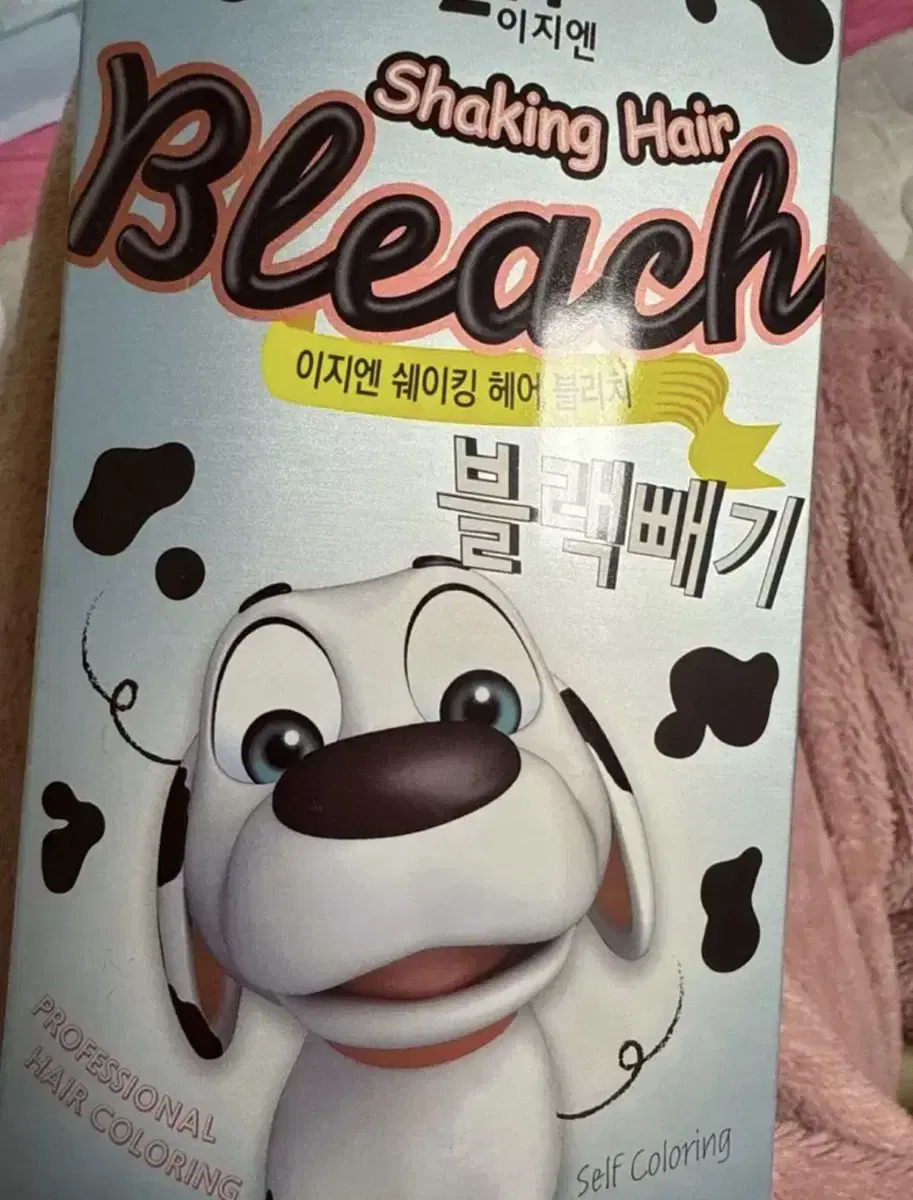 이지엔
Shaking Hair
Bleach
이지엔 쉐이킹 헤어 블리치
블랙빼기
PROFESSIONAL
HAIR COLORING
Self Coloring